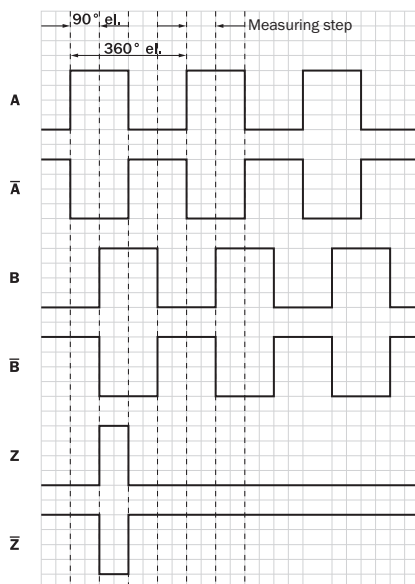 90° el.
Measuring step
360° el.
A
A̅
B
B̅
Z
Z̅